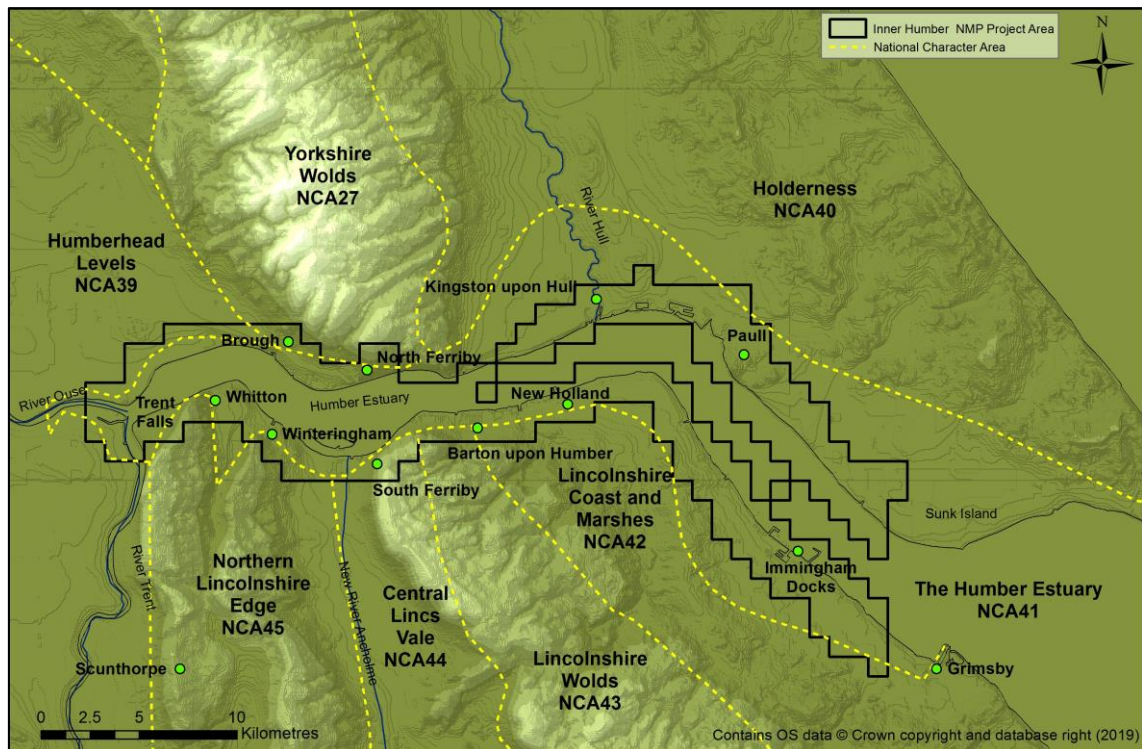 Inner Humber NMP Project Area
National Character Area
N
Yorkshire
Wolds
NCA27
Holderness
NCA40
River Hull
Humberhead
Levels
NCA39
Kingston upon Hull
Brough
North Ferriby
Paull
River Ouse
Trent
Falls
Whitton
Humber Estuary
New Holland
Winteringham
Barton upon Humber
South Ferriby
Lincolnshire
Coast and
Marshes
NCA42
Sunk Island
River Trent
Northern
Lincolnshire
Edge
NCA45
New River Ancholme
Central
Lincs
Vale
NCA44
Immingham
Docks
The Humber Estuary
NCA41
Scunthorpe
Lincolnshire
Wolds
NCA43
Grimsby
0 2.5 5 10
Kilometres
Contains OS data © Crown copyright and database right (2019)